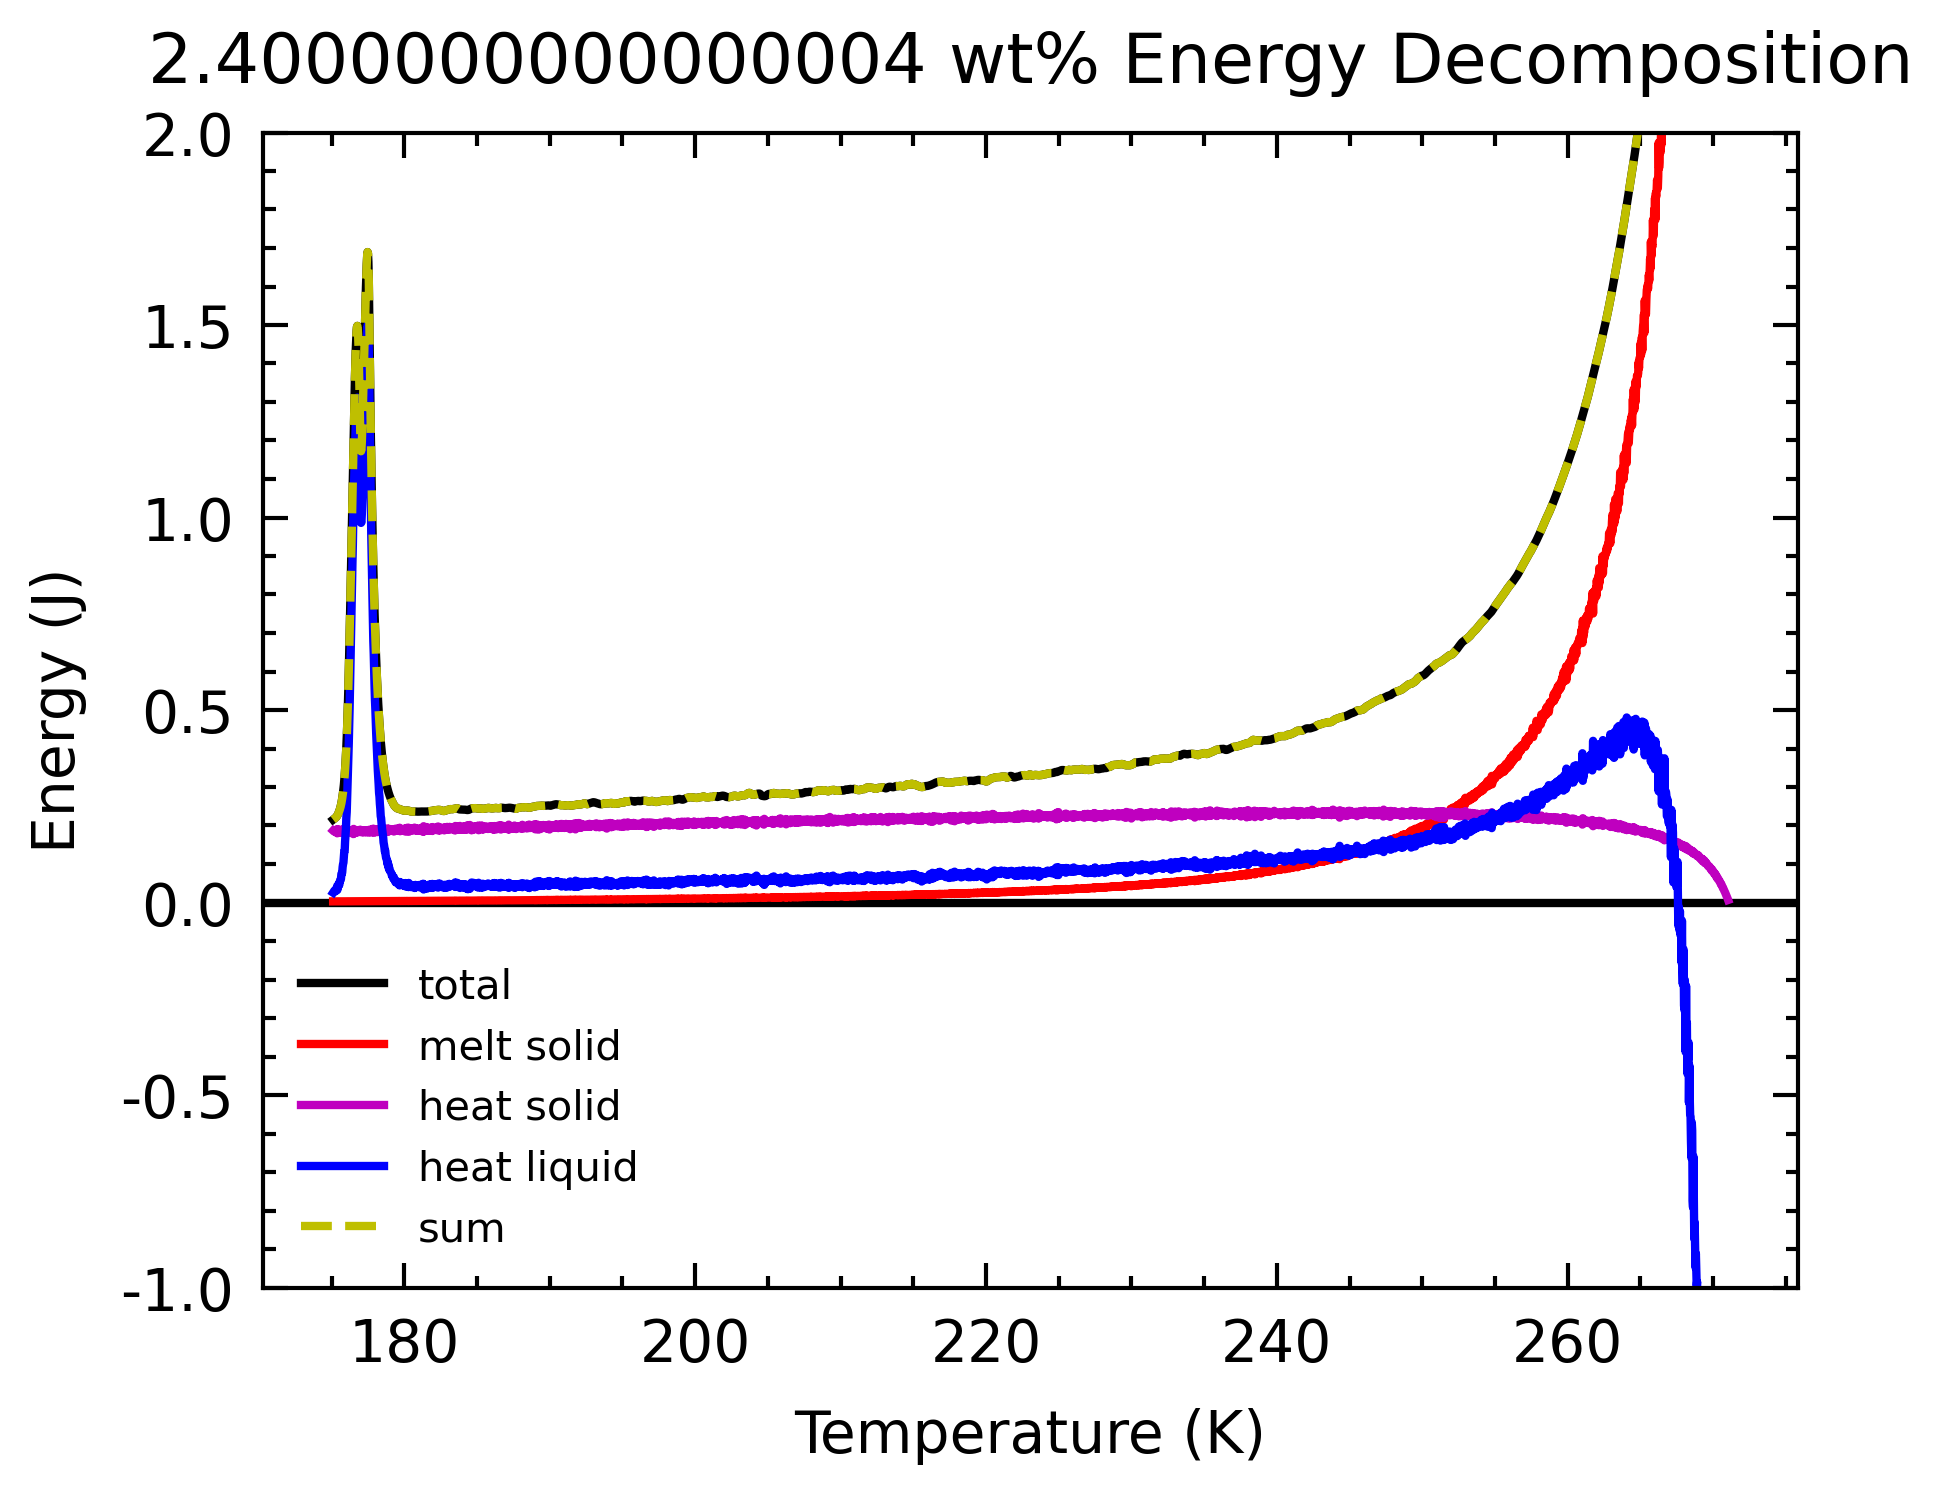 2.4000000000000004 wt% Energy Decomposition
2.0
1.5
1.0
0.5
0.0
-0.5
-1.0
Energy (J)
total
melt solid
heat solid
heat liquid
sum
180 200 220 240 260
Temperature (K)